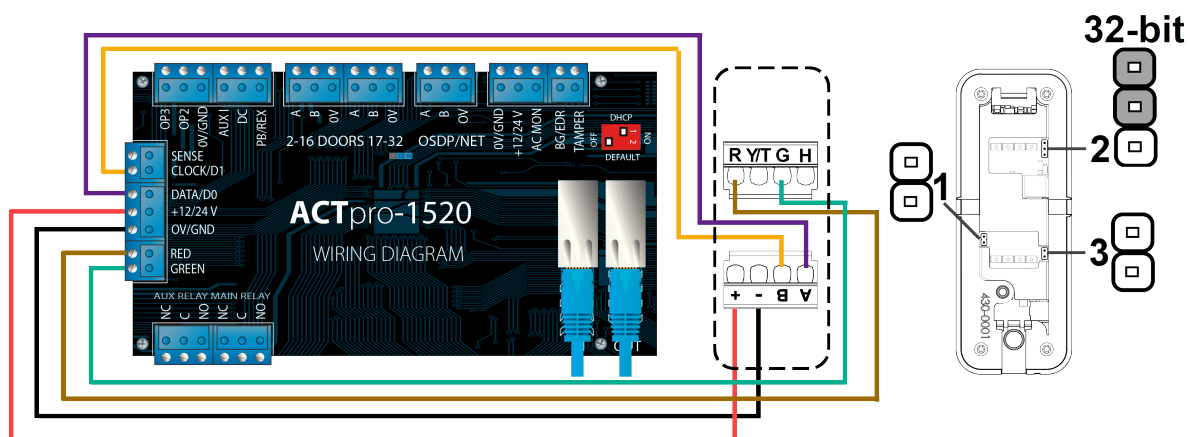 32-bit
OP3
OP2
0V/GND
AUX I
DC
PB/REX
A
B
0V
A
B
0V
A
B
0V
0V/GND
+12/24 V
AC MON
BG/EDR
TAMPER
2-16 DOORS 17-32
OSDP/NET
DHCP
OFF
1
2
ON
DEFAULT
SENSE
CLOCK/D1
DATA/D0
+12/24 V
0V/GND
RED
GREEN
ACTpro-1520
WIRING DIAGRAM
AUX RELAY MAIN RELAY
NC
C
NO
NC
C
NO
R Y/T G H
+ - B A
1
2
3
430-0001